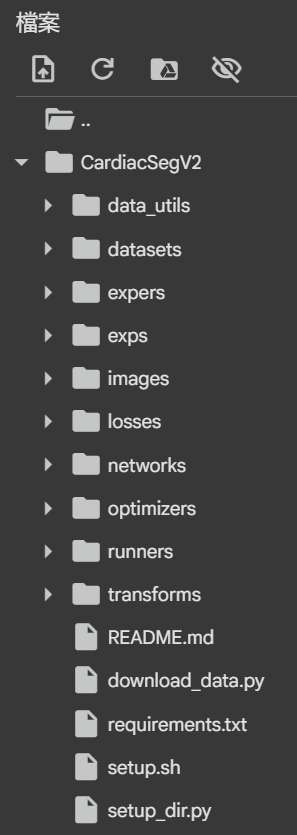 檔案
..
CardiacSegV2
data_utils
datasets
expers
exps
images
losses
networks
optimizers
runners
transforms
README.md
download_data.py
requirements.txt
setup.sh
setup_dir.py